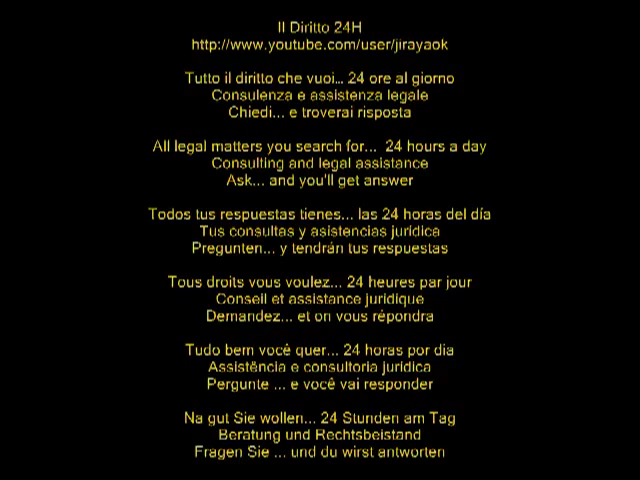 Il Diritto 24H
http://www.youtube.com/user/jirayaok
Tutto il diritto che vuoi... 24 ore al giorno
Consulenza e assistenza legale
Chiedi... e troverai risposta
All legal matters you search for... 24 hours a day
Consulting and legal assistance
Ask... and you'll get answer
Todos tus respuestas tienes... las 24 horas del día
Tus consultas y asistencias juridica
Pregunten... y tendrán tus respuestas
Tous droits vous voulez... 24 heures par jour
Conseil et assistance juridique
Demandez... et on vous répondra
Tudo bem você quer... 24 horas por dia
Assistência e consultoria juridica
Pergunte ... e você vai responder
Na gut Sie wollen... 24 Stunden am Tag
Beratung und Rechtsbeistand
Fragen Sie ... und du wirst antworten